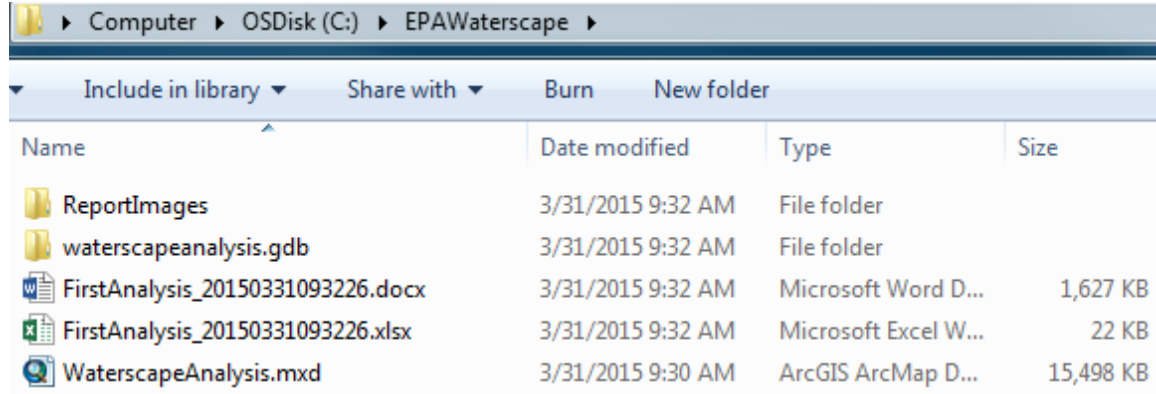 Computer OSDisk (C:) EPAWaterscape
Include in library Share with Burn New folder
Name Date modified Type Size
ReportImages 3/31/2015 9:32 AM File folder
waterscapeanalysis.gdb 3/31/2015 9:32 AM File folder
FirstAnalysis_20150331093226.docx 3/31/2015 9:32 AM Microsoft Word D... 1,627 KB
FirstAnalysis_20150331093226.xlsx 3/31/2015 9:32 AM Microsoft Excel W... 22 KB
WaterscapeAnalysis.mxd 3/31/2015 9:30 AM ArcGIS ArcMap D... 15,498 KB